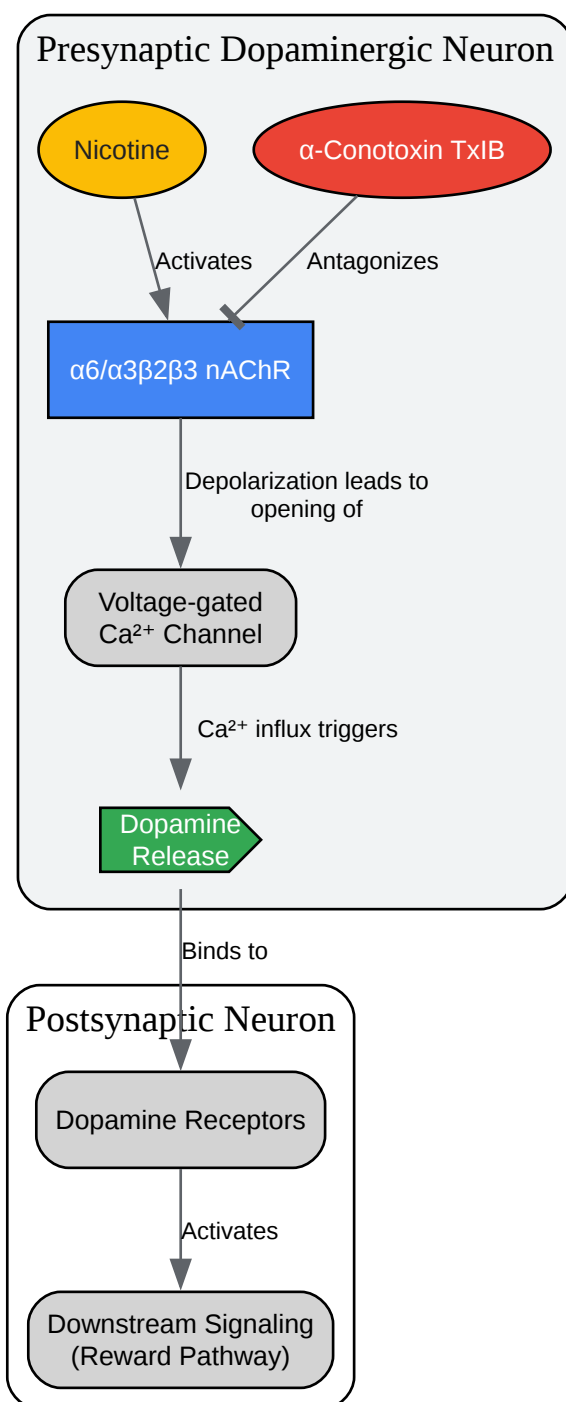 Presynaptic Dopaminergic Neuron
Nicotine
α-Conotoxin TxIB
Activates
Antagonizes
α6/α3β2β3 nAChR
Depolarization leads to
opening of
Voltage-gated
Ca²⁺ Channel
Ca²⁺ influx triggers
Dopamine
Release
Binds to
Postsynaptic Neuron
Dopamine Receptors
Activates
Downstream Signaling
(Reward Pathway)